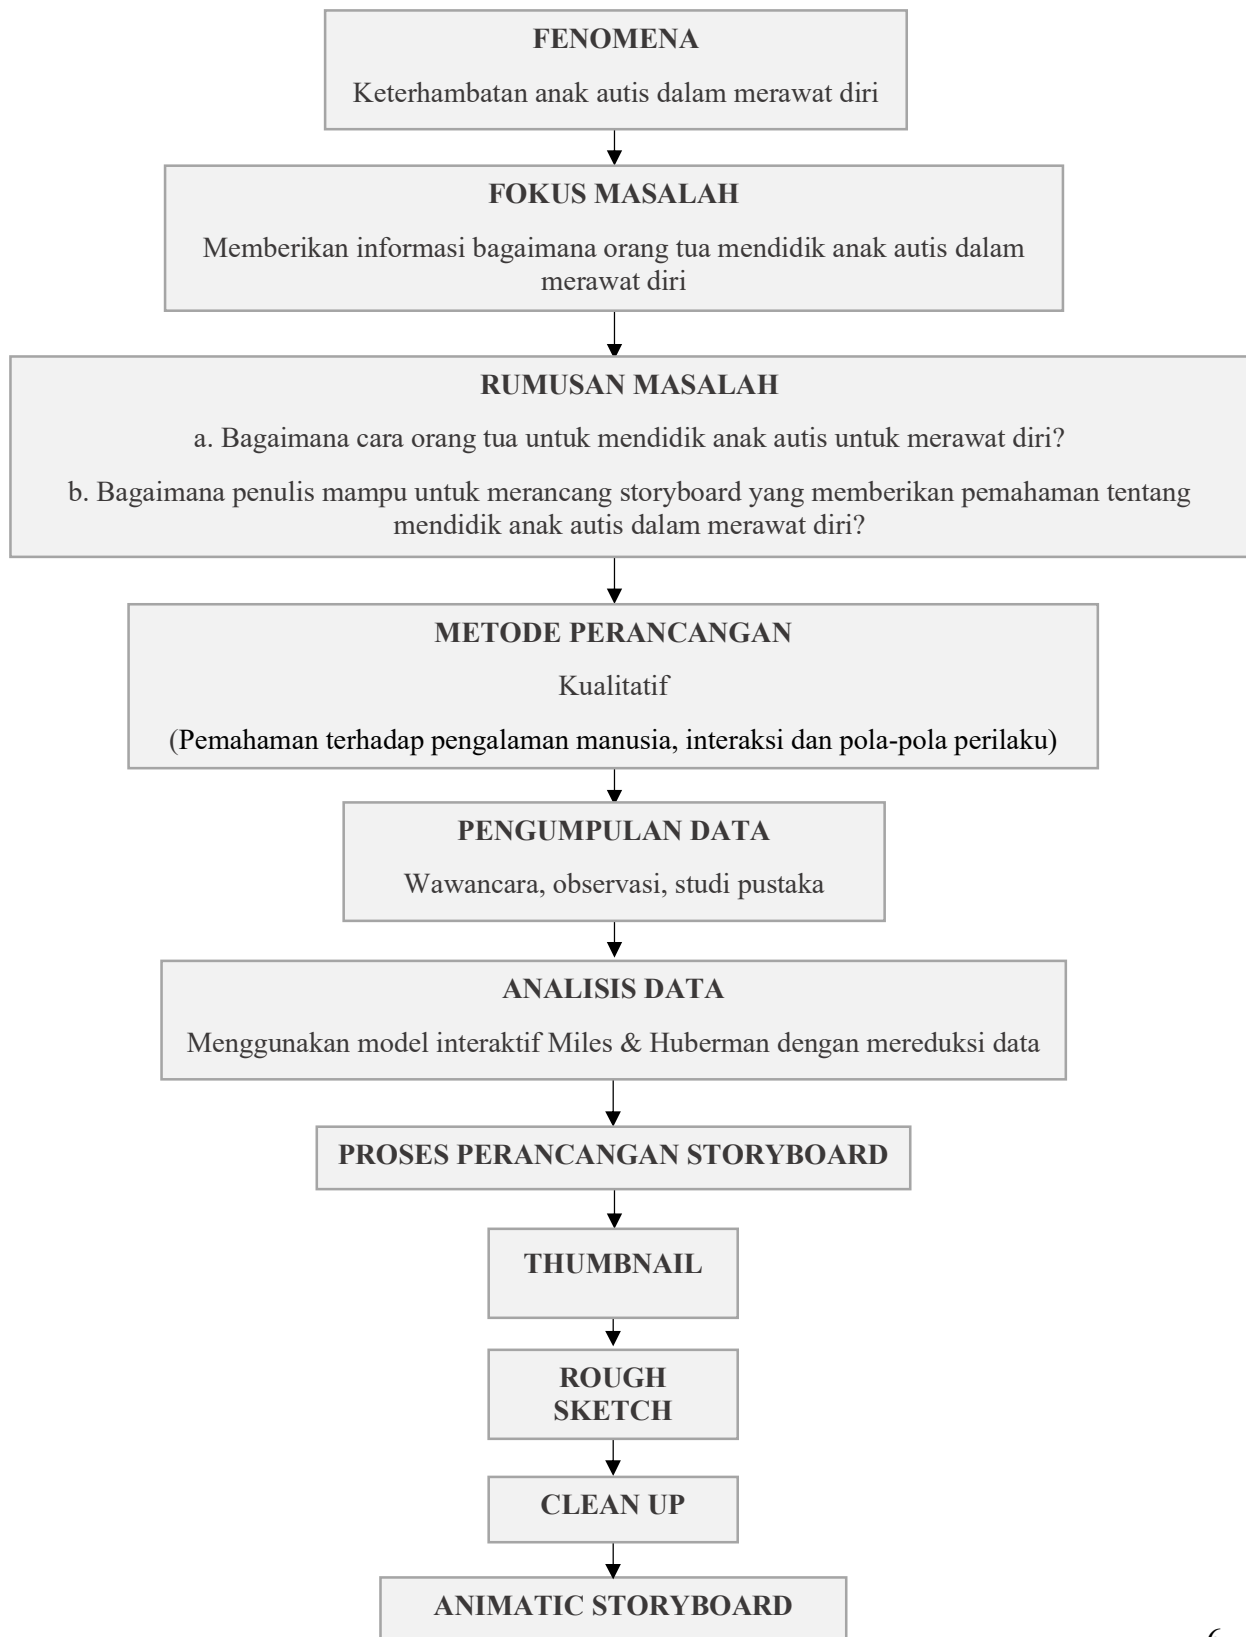 FENOMENA
Keterhambatan anak autis dalam merawat diri
FOKUS MASALAH
Memberikan informasi bagaimana orang tua mendidik anak autis dalam
merawat diri
RUMUSAN MASALAH
a. Bagaimana cara orang tua untuk mendidik anak autis untuk merawat diri?
b. Bagaimana penulis mampu untuk merancang storyboard yang memberikan pemahaman tentang
mendidik anak autis dalam merawat diri?
METODE PERANCANGAN
Kualitatif
(Pemahaman terhadap pengalaman manusia, interaksi dan pola-pola perilaku)
PENGUMPULAN DATA
Wawancara, observasi, studi pustaka
ANALISIS DATA
Menggunakan model interaktif Miles & Huberman dengan mereduksi data
PROSES PERANCANGAN STORYBOARD
THUMBNAIL
ROUGH
SKETCH
CLEAN UP
ANIMATIC STORYBOARD